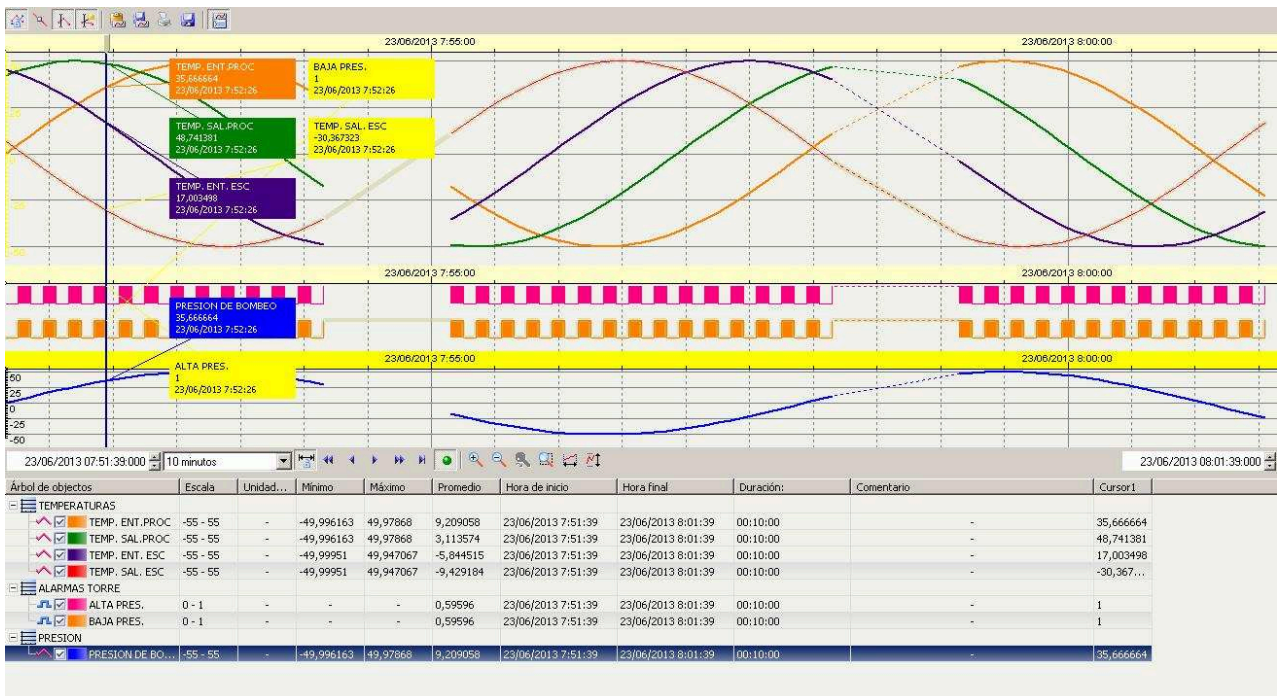 23/06/2013 7:55:00 23/06/2013 8:00:00
TEMP. ENT.PROC
35,666664
23/06/2013 7:52:26
BAJA PRES.
1
23/06/2013 7:52:26
TEMP. SAL.PROC
48,741381
23/06/2013 7:52:26
TEMP. SAL. ESC
-30,367323
23/06/2013 7:52:26
TEMP. ENT. ESC
17,003498
23/06/2013 7:52:26
23/06/2013 7:55:00 23/06/2013 8:00:00
PRESION DE BOMBEO
35,666664
23/06/2013 7:52:26
23/06/2013 7:55:00 23/06/2013 8:00:00
ALTA PRES.
1
23/06/2013 7:52:26
50
25
0
-25
-50
23/06/2013 07:51:39:000 10 minutos 23/06/2013 08:01:39:000
Árbol de objectos Escala Unidad... Mínimo Máximo Promedio Hora de inicio Hora final Duración: Comentario Cursor1
TEMPERATURAS
TEMP. ENT.PROC -55 - 55 - -49,996163 49,97868 9,209058 23/06/2013 7:51:39 23/06/2013 8:01:39 00:10:00 - 35,666664
TEMP. SAL.PROC -55 - 55 - -49,996163 49,97868 3,113574 23/06/2013 7:51:39 23/06/2013 8:01:39 00:10:00 - 48,741381
TEMP. ENT. ESC -55 - 55 - -49,99951 49,947067 -5,844515 23/06/2013 7:51:39 23/06/2013 8:01:39 00:10:00 - 17,003498
TEMP. SAL. ESC -55 - 55 - -49,99951 49,947067 -9,429184 23/06/2013 7:51:39 23/06/2013 8:01:39 00:10:00 - -30,367...
ALARMAS TORRE
ALTA PRES. 0 - 1 - - - 0,59596 23/06/2013 7:51:39 23/06/2013 8:01:39 00:10:00 - 1
BAJA PRES. 0 - 1 - - - 0,59596 23/06/2013 7:51:39 23/06/2013 8:01:39 00:10:00 - 1
PRESION
PRESION DE BO... -55 - 55 - -49,996163 49,97868 9,209058 23/06/2013 7:51:39 23/06/2013 8:01:39 00:10:00 - 35,666664